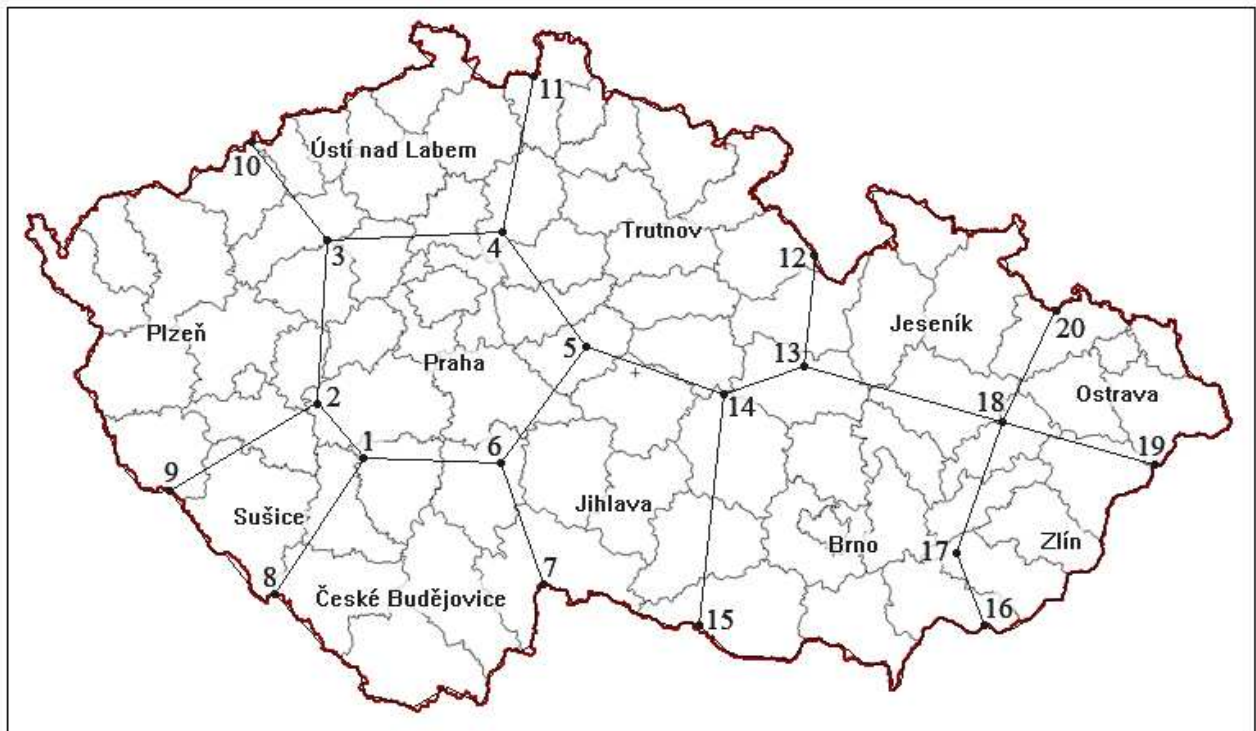 11
10
Ústí nad Labem
Trutnov
3
4
12
20
Plzeň
Jeseník
5
13
Praha
Ostrava
2
14
18
1
6
19
9
Sušice
Jihlava
Brno
Zlín
17
8
České Budějovice
7
15
16